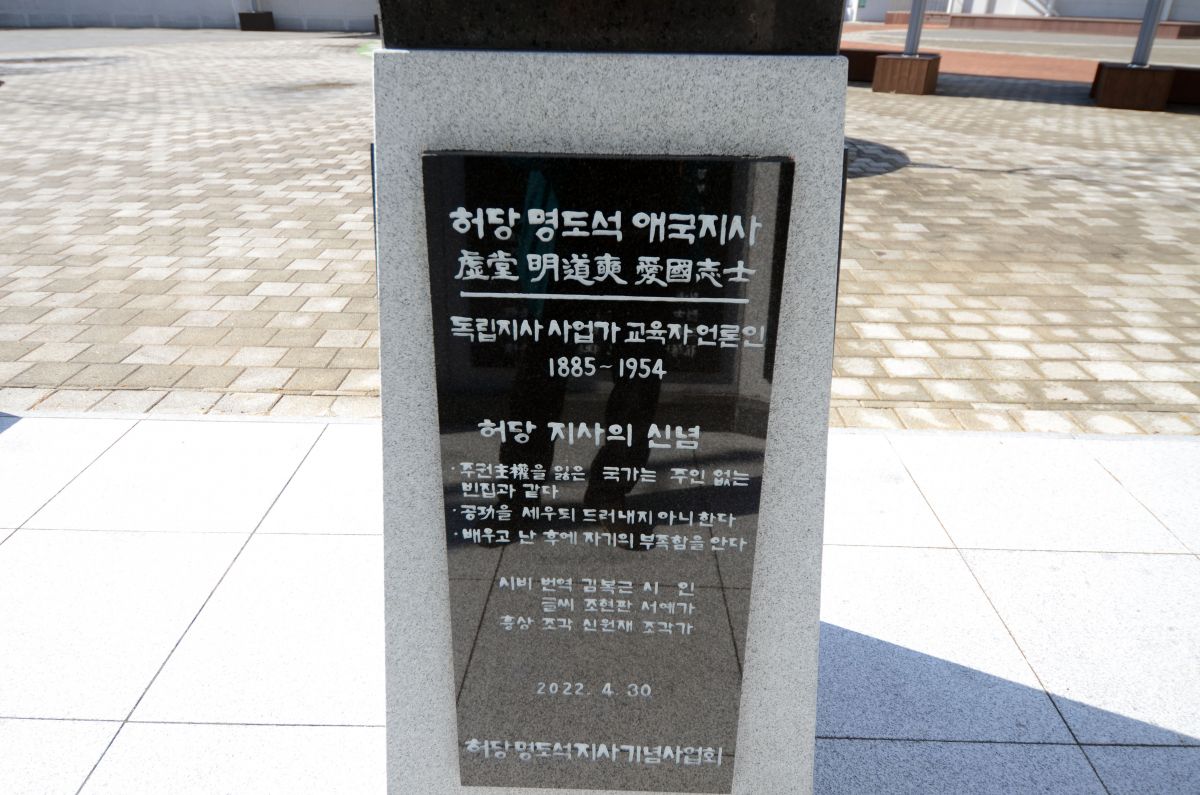 허당 명도석 애국지사
虛堂 明道奭 愛國志士
독립지사 사업가 교육자 언론인
1885~1954
허당 지사의 신념
· 주권主權을 잃은 국가는 주인 없는
빈집과 같다
· 공功을 세우되 드러내지 아니 한다
· 배우고 난 후에 자기의 부족함을 안다
시비 번역 김복근 시 인
글씨 조현판 서예가
흉상 조각 신원재 조각가
2022. 4. 30
허당 명도석 지사 기념사업회